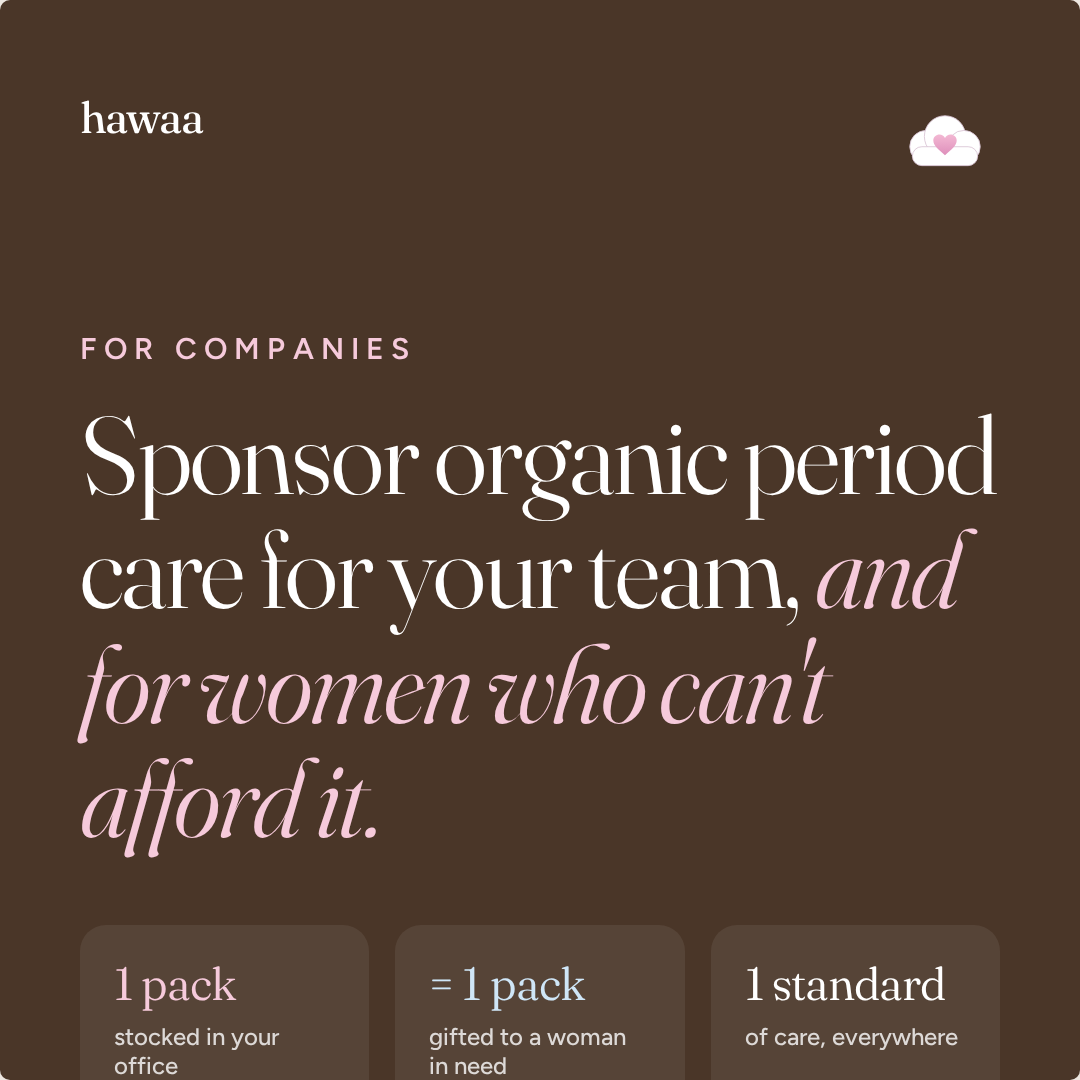 hawaa
FOR COMPANIES
Sponsor organic period
care for your team, and
for women who can't
afford it.
1 pack
stocked in your
office
= 1 pack
gifted to a woman
in need
1 standard
of care, everywhere